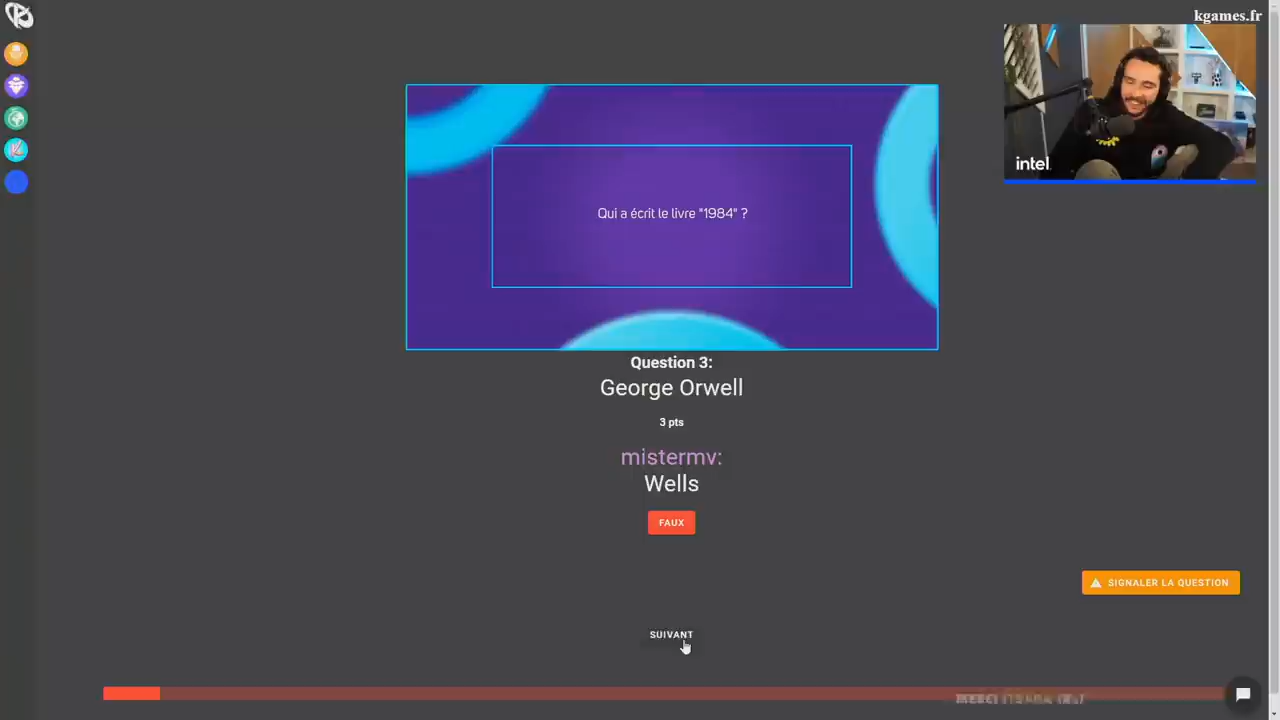 kgames.fr
intel
Qui a écrit le livre "1984" ?
Question 3:
George Orwell
3 pts
mistermv:
Wells
FAUX
SIGNALER LA QUESTION
SUIVANT